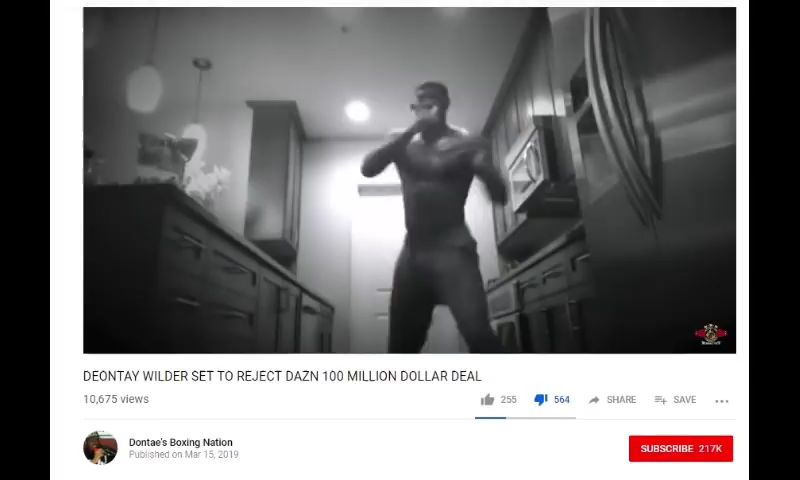 DEONTAY WILDER SET TO REJECT DAZN 100 MILLION DOLLAR DEAL
10,675 views
255
564
SHARE
SAVE
Dontae's Boxing Nation
Published on Mar 15, 2019
SUBSCRIBE 217K